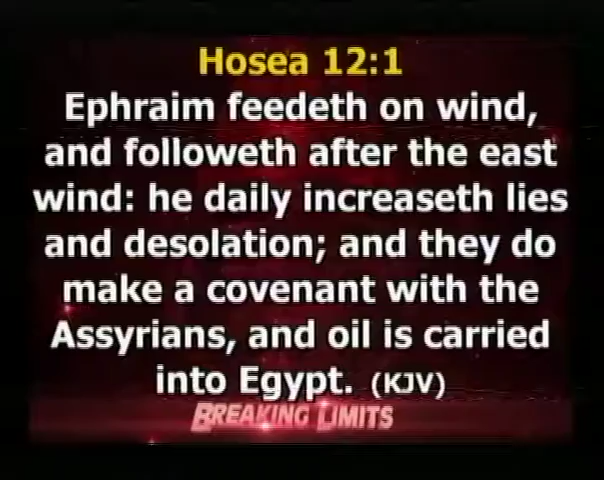 Hosea 12:1
Ephraim feedeth on wind,
and followeth after the east
wind: he daily increaseth lies
and desolation; and they do
make a covenant with the
Assyrians, and oil is carried
into Egypt. (KJV)
BREAKING LIMITS